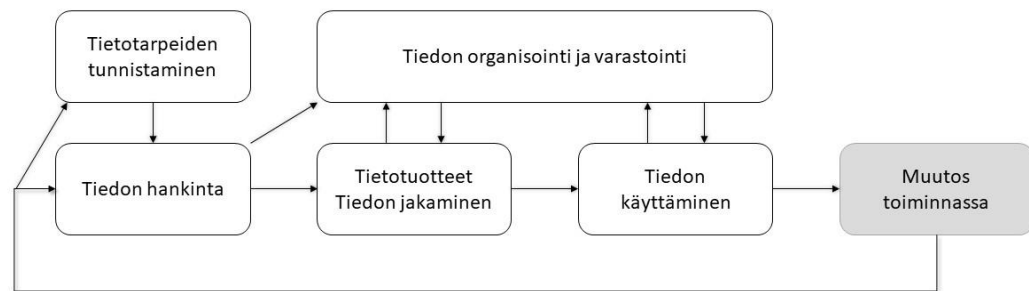 Tietotarpeiden
tunnistaminen
Tiedon organisointi ja varastointi
Tiedon hankinta
Tietotuotteet
Tiedon jakaminen
Tiedon
käyttäminen
Muutos
toiminnassa